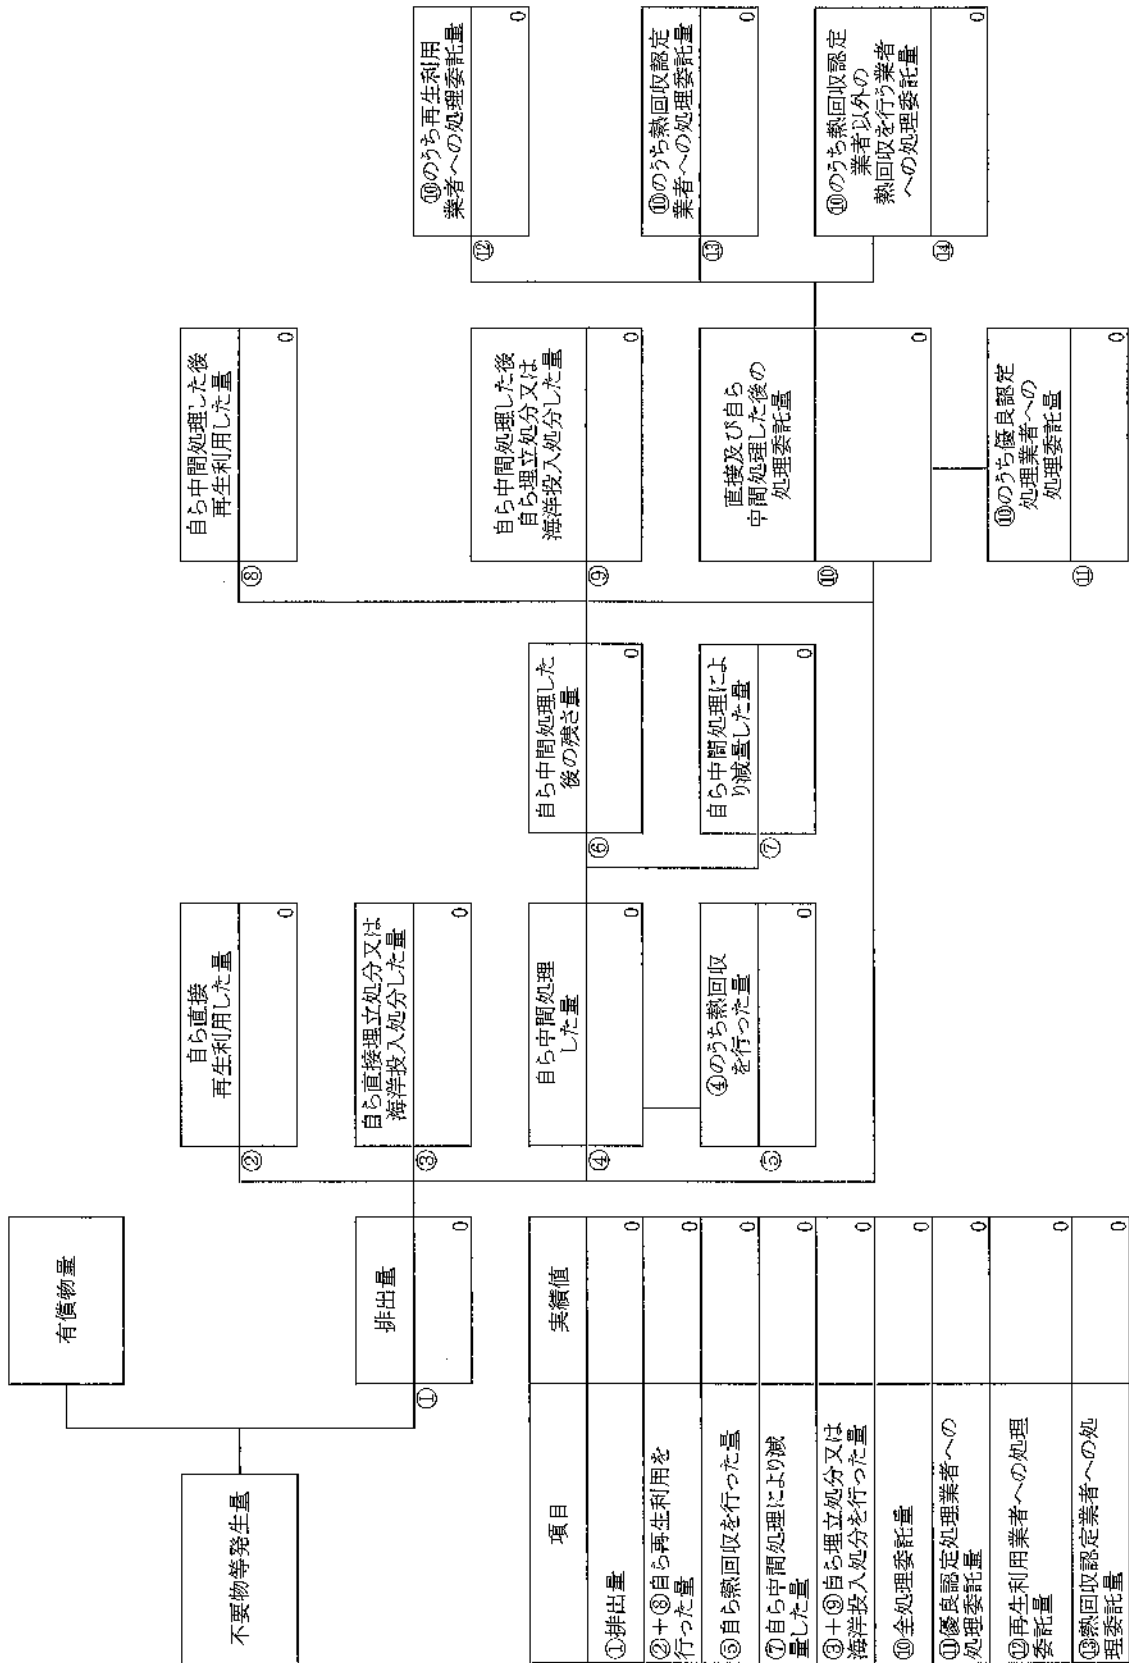 有償物量
不要物等発生量
①
排出量
0
②
自ら直接
再生利用した量
0
③
自ら直接埋立処分又は
海洋投入処分した量
0
④
自ら中間処理
した量
0
⑤
④のうち熱回収
を行った量
0
⑥
自ら中間処理した
後の残さ量
0
⑦
自ら中間処理によ
り減量した量
0
⑧
自ら中間処理した後
再生利用した量
0
⑨
自ら中間処理した後
自ら埋立処分又は
海洋投入処分した量
0
⑩
直接及び自ら
中間処理した後の
処理委託量
0
⑪
⑩のうち優良認定
処理業者への
処理委託量
0
⑫
⑩のうち再生利用
業者への処理委託量
0
⑬
⑩のうち熱回収認定
業者への処理委託量
0
⑭
⑩のうち熱回収認定
業者以外の
熱回収を行う業者
への処理委託量
0
項目 実績値
①排出量 0
②+⑧自ら再生利用を
行った量 0
⑤自ら熱回収を行った量 0
⑦自ら中間処理により減
量した量 0
③+⑨自ら埋立処分又は
海洋投入処分を行った量 0
⑩全処理委託量 0
⑪優良認定処理業者への
処理委託量 0
⑫再生利用業者への処理
委託量 0
⑬熱回収認定業者への処
理委託量 0